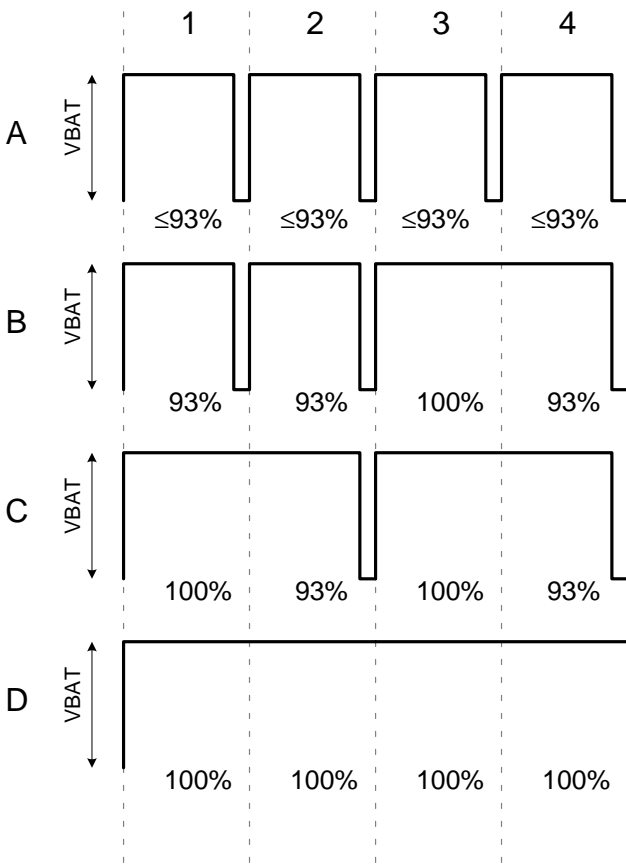 1 2 3 4
A VBAT
≤93% ≤93% ≤93% ≤93%
B VBAT
93% 93% 100% 93%
C VBAT
100% 93% 100% 93%
D VBAT
100% 100% 100% 100%